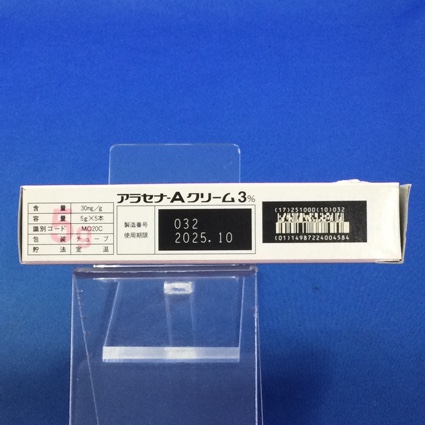 アラセナ-Aクリーム3%
含量 30mg/g
容量 5g×5本
識別コード MO20C
包装 チューブ
貯法 室温
製造番号 032
使用期限 2025.10
(17)251000(10)032
(01)14987224004584